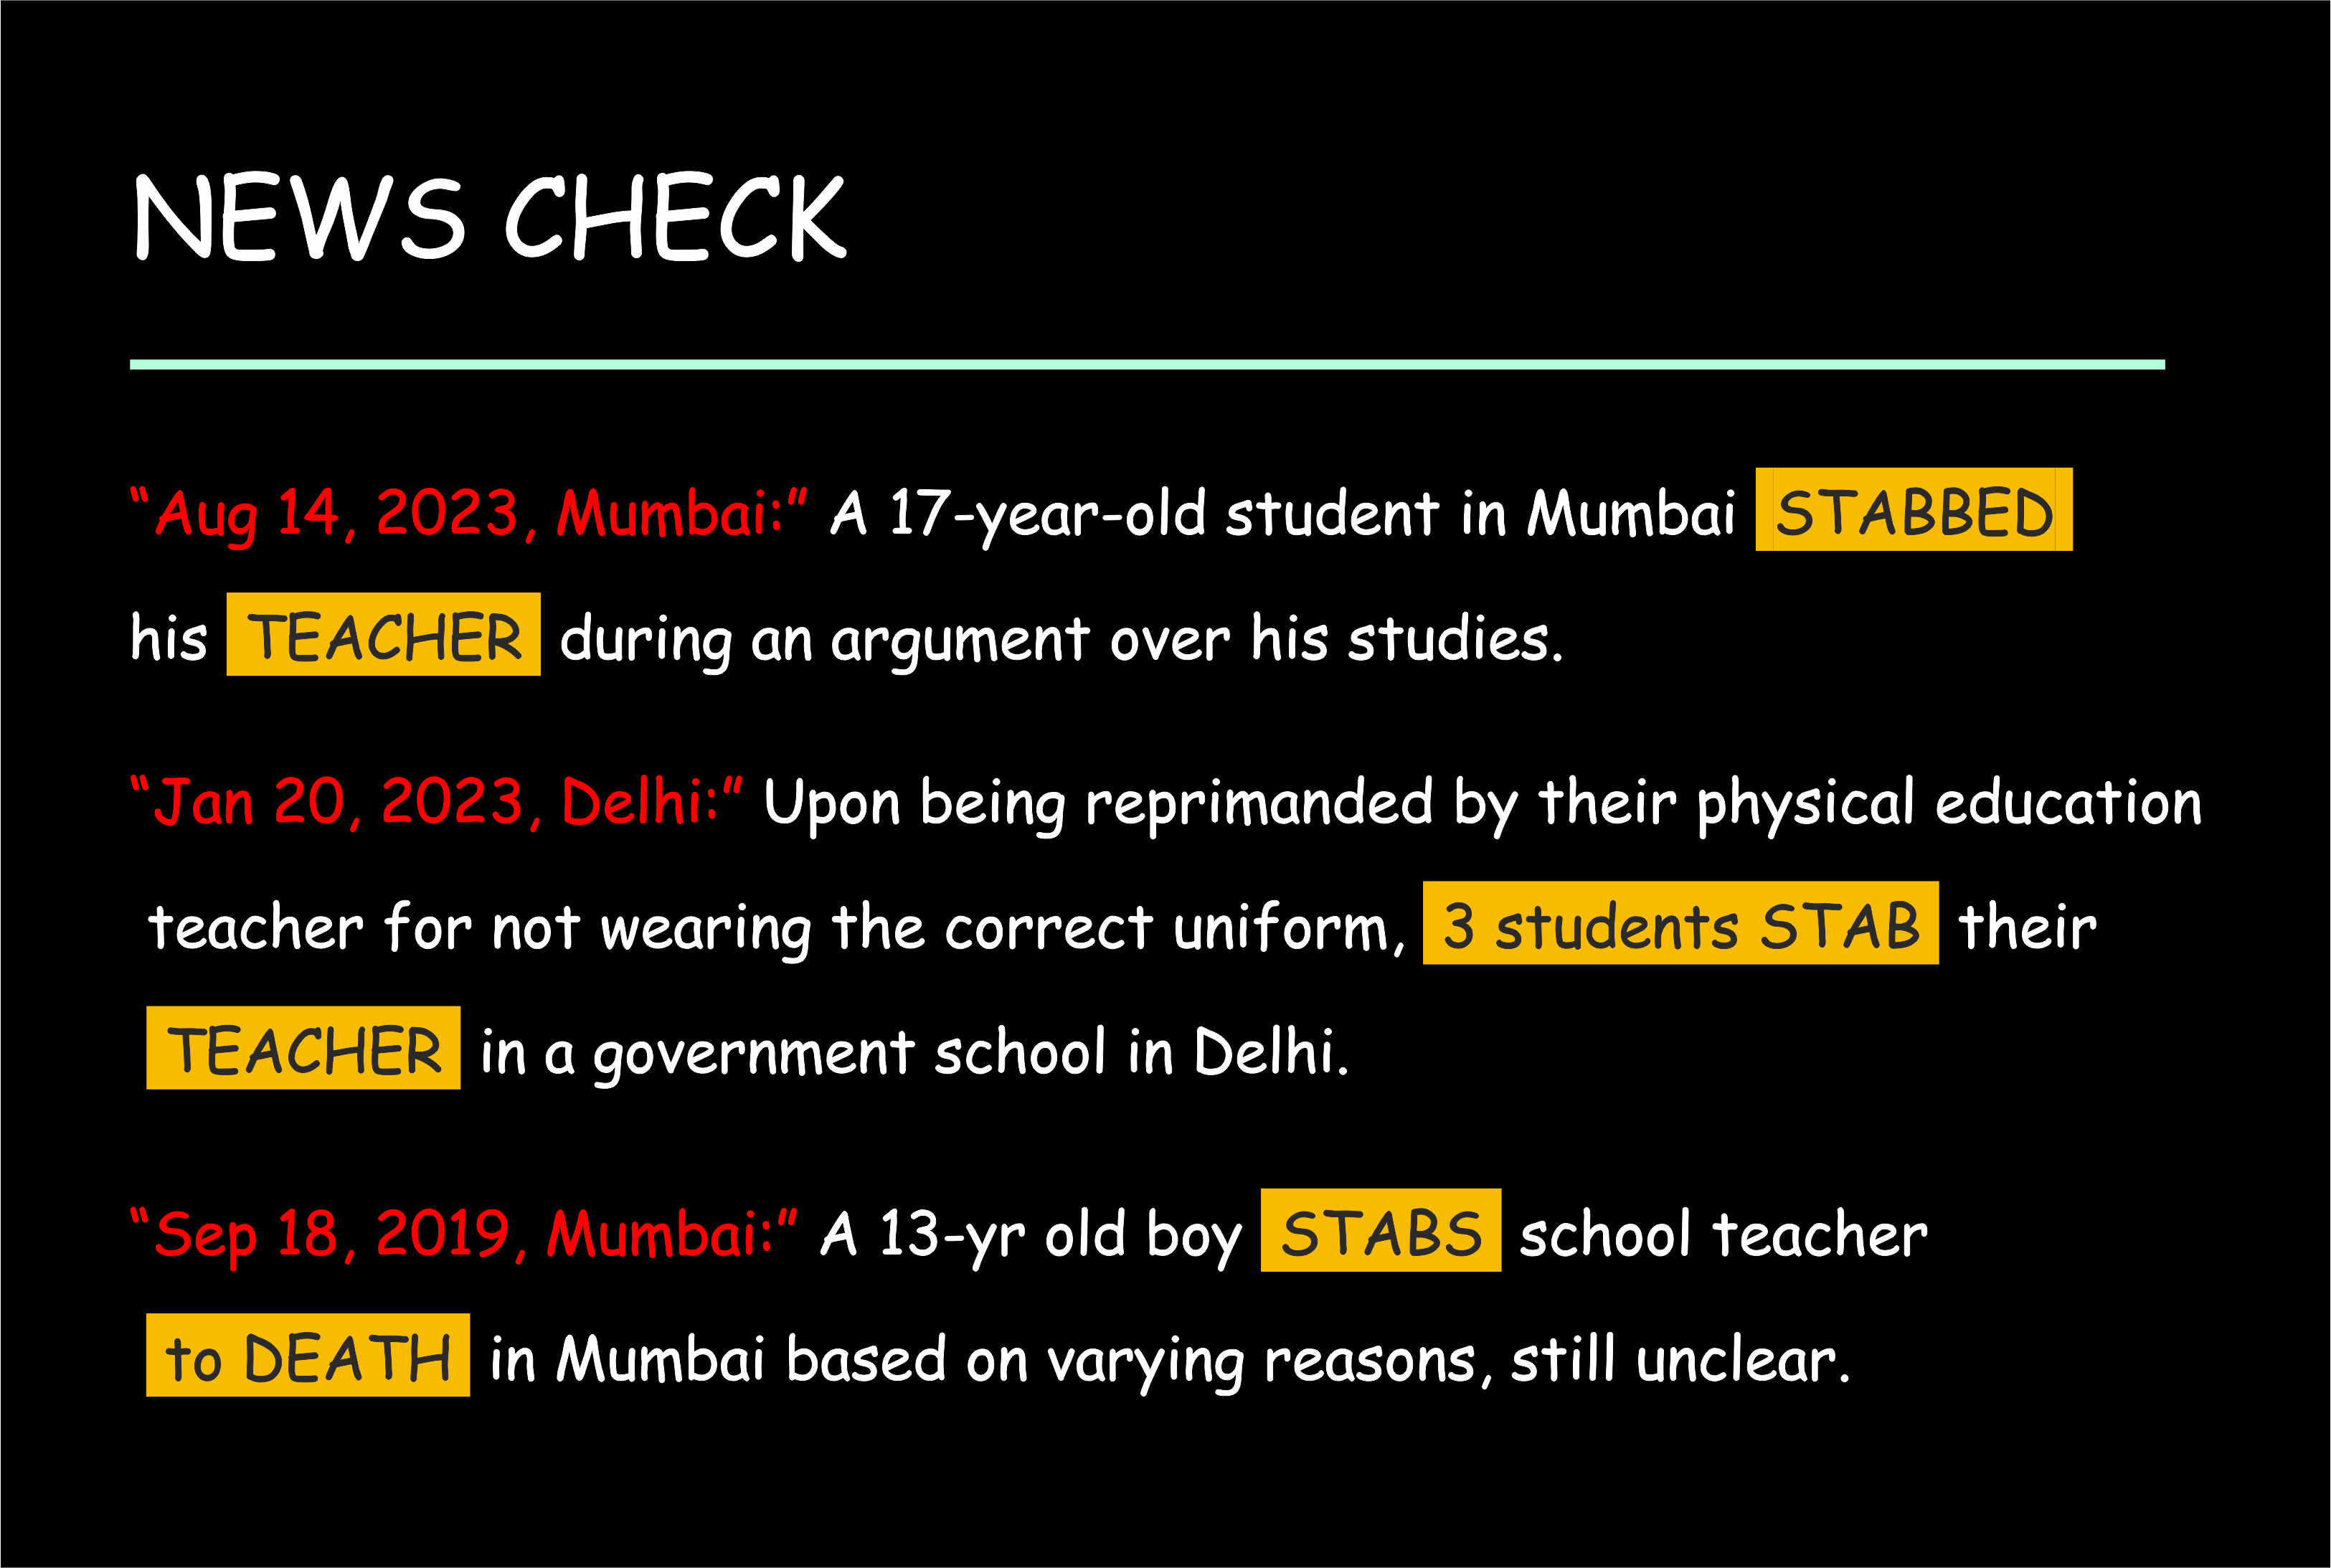 NEWS CHECK
“Aug 14, 2023, Mumbai:” A 17-year-old student in Mumbai STABBED
his TEACHER during an argument over his studies.
“Jan 20, 2023, Delhi:” Upon being reprimanded by their physical education
teacher for not wearing the correct uniform, 3 students STAB their
TEACHER in a government school in Delhi.
“Sep 18, 2019, Mumbai:” A 13-yr old boy STABS school teacher
to DEATH in Mumbai based on varying reasons, still unclear.